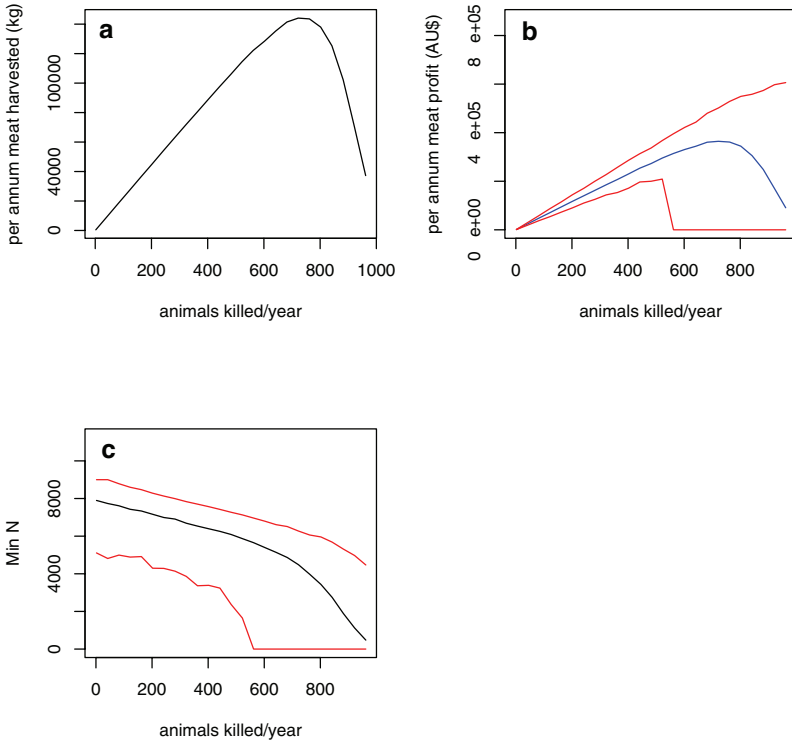 a
per annum meat harvested (kg)
0
40000
100000
0 200 400 600 800 1000
animals killed/year
b
per annum meat profit (AU$)
0 e+00
4 e+05
8 e+05
0 200 400 600 800
animals killed/year
c
Min N
0
4000
8000
0 200 400 600 800
animals killed/year